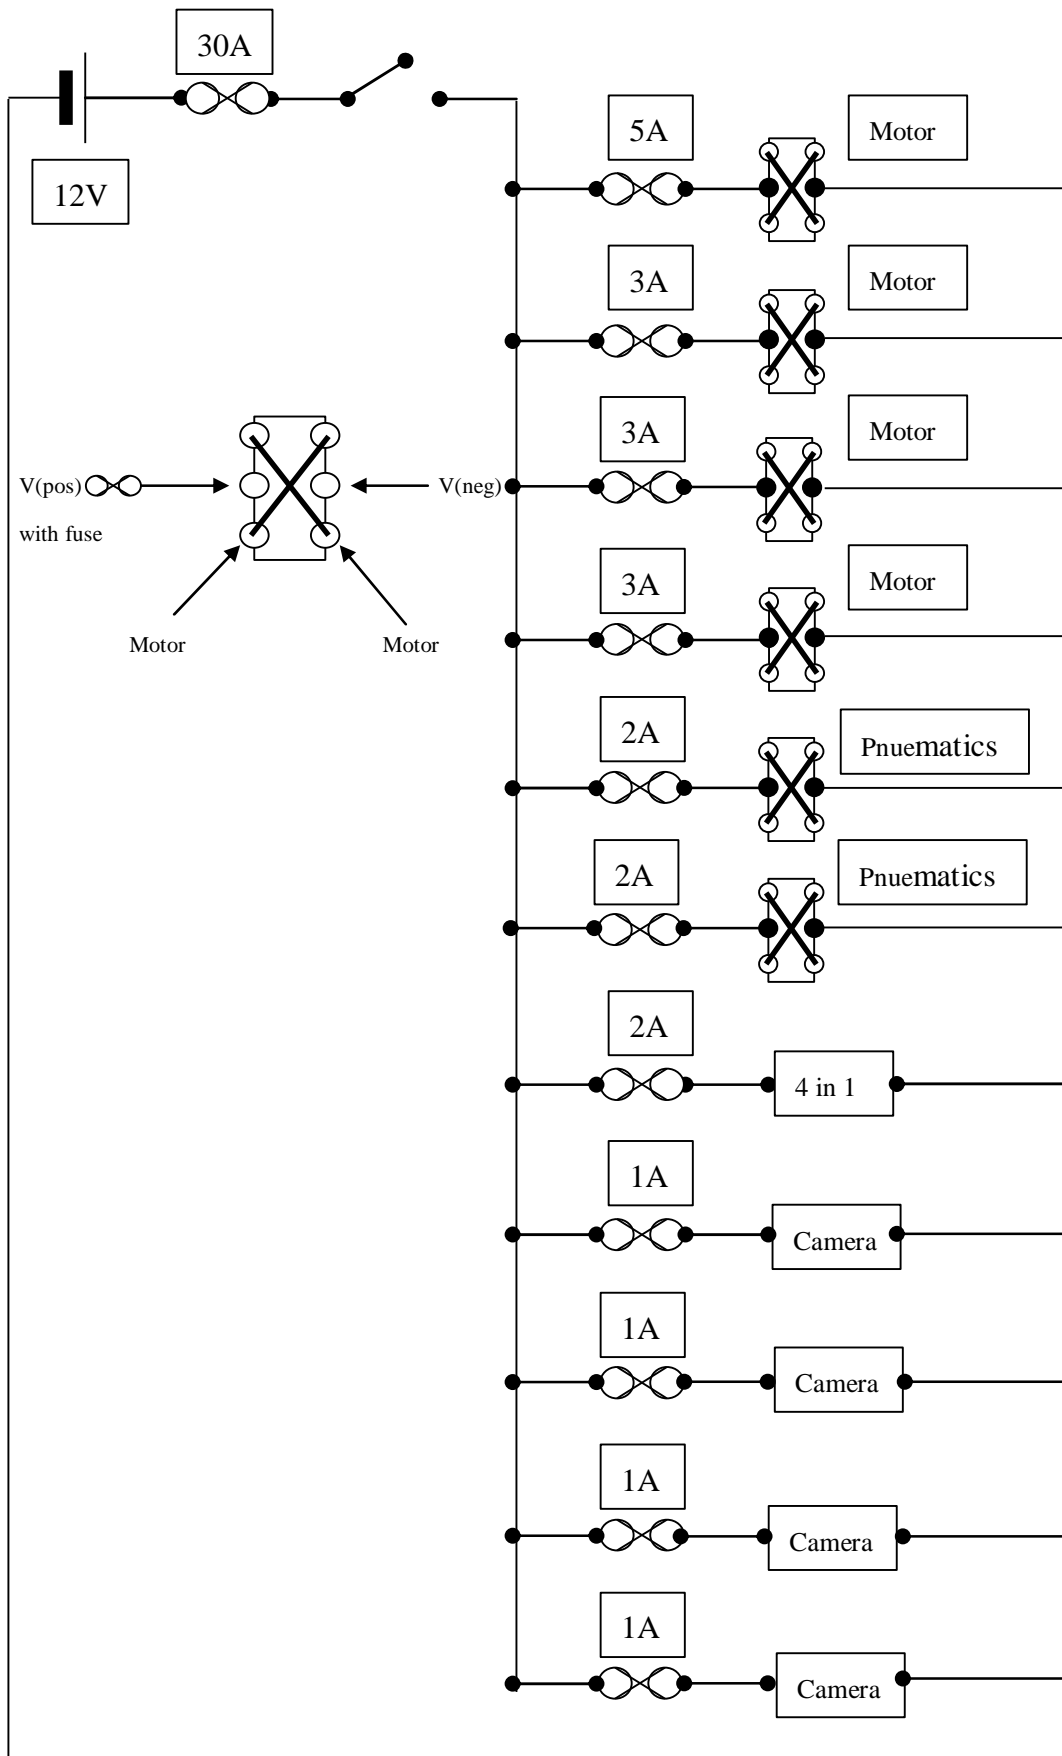 30A
12V
5A
Motor
3A
Motor
3A
Motor
V(pos)
V(neg)
with fuse
3A
Motor
Motor
Motor
2A
Pnuematics
2A
Pnuematics
2A
4 in 1
1A
Camera
1A
Camera
1A
Camera
1A
Camera